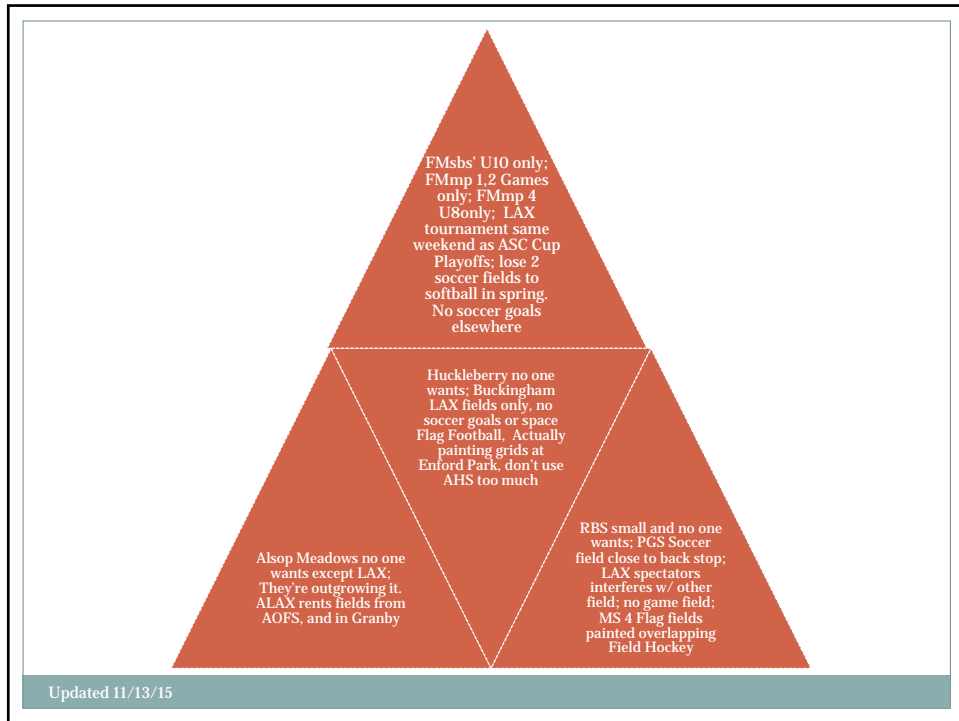 FMsbs' U10 only;
FMmp 1,2 Games
only; FMmp 4
U8only; LAX
tournament same
weekend as ASC Cup
Playoffs; lose 2
soccer fields to
softball in spring.
No soccer goals
elsewhere
Huckleberry no one
wants; Buckingham
LAX fields only, no
soccer goals or space
Flag Football, Actually
painting grids at
Enford Park, don't use
AHS too much
Alsop Meadows no one
wants except LAX;
They're outgrowing it.
ALAX rents fields from
AOFS, and in Granby
RBS small and no one
wants; PGS Soccer
field close to back stop;
LAX spectators
interferes w/ other
field; no game field;
MS 4 Flag fields
painted overlapping
Field Hockey
Updated 11/13/15